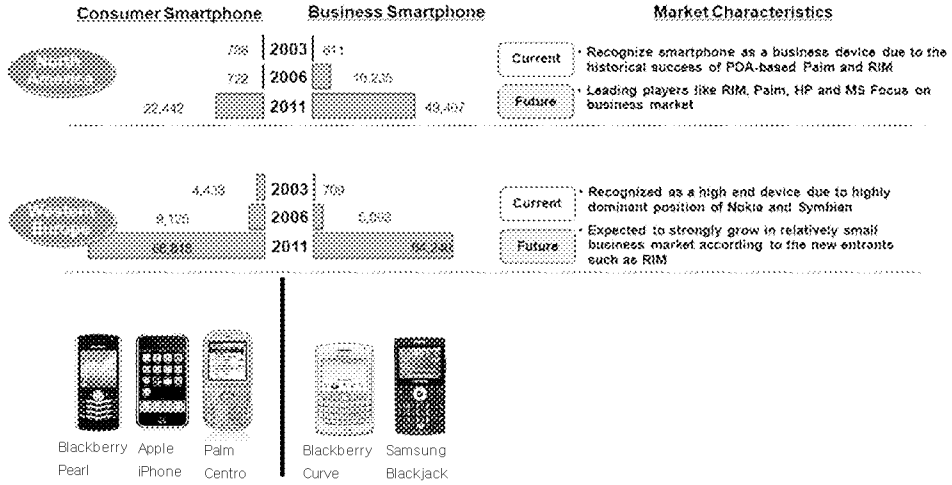 Consumer Smartphone Business Smartphone Market Characteristics
2003
Current
• Recognize smartphone as a business device due to the
historical success of PDA-based Palm and RIM
722 2006 10,235
22,442 2011
Future
• Leading players like RIM, Palm, HP and MS Focus on
business market
2003 709
Current
• Recognized as a high end device due to highly
dominant position of Nokia and Symbian
2006
2011
Future
• Expected to strongly grow in relatively small
business market according to the new entrants
such as RIM
Blackberry Apple Palm Blackberry Samsung
Pearl iPhone Centro Curve Blackjack